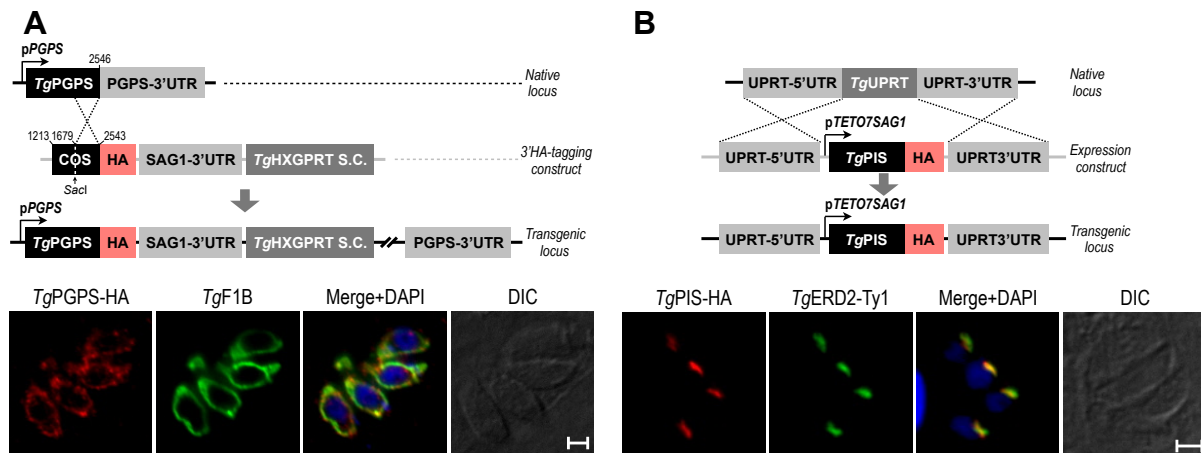 A
pPGPS
2546
TgPGPS PGPS-3’UTR
Native locus
1213 1679 2543
COS HA SAG1-3’UTR TgHXGPRT S.C.
3’HA-tagging construct
SacI
pPGPS
TgPGPS HA SAG1-3’UTR TgHXGPRT S.C. PGPS-3’UTR
Transgenic locus
TgPGPS-HA TgF1B Merge+DAPI DIC
B
UPRT-5’UTR TgUPRT UPRT-3’UTR
Native locus
pTETO7SAG1
UPRT-5’UTR TgPIS HA UPRT3’UTR
Expression construct
pTETO7SAG1
UPRT-5’UTR TgPIS HA UPRT3’UTR
Transgenic locus
TgPIS-HA TgERD2-Ty1 Merge+DAPI DIC